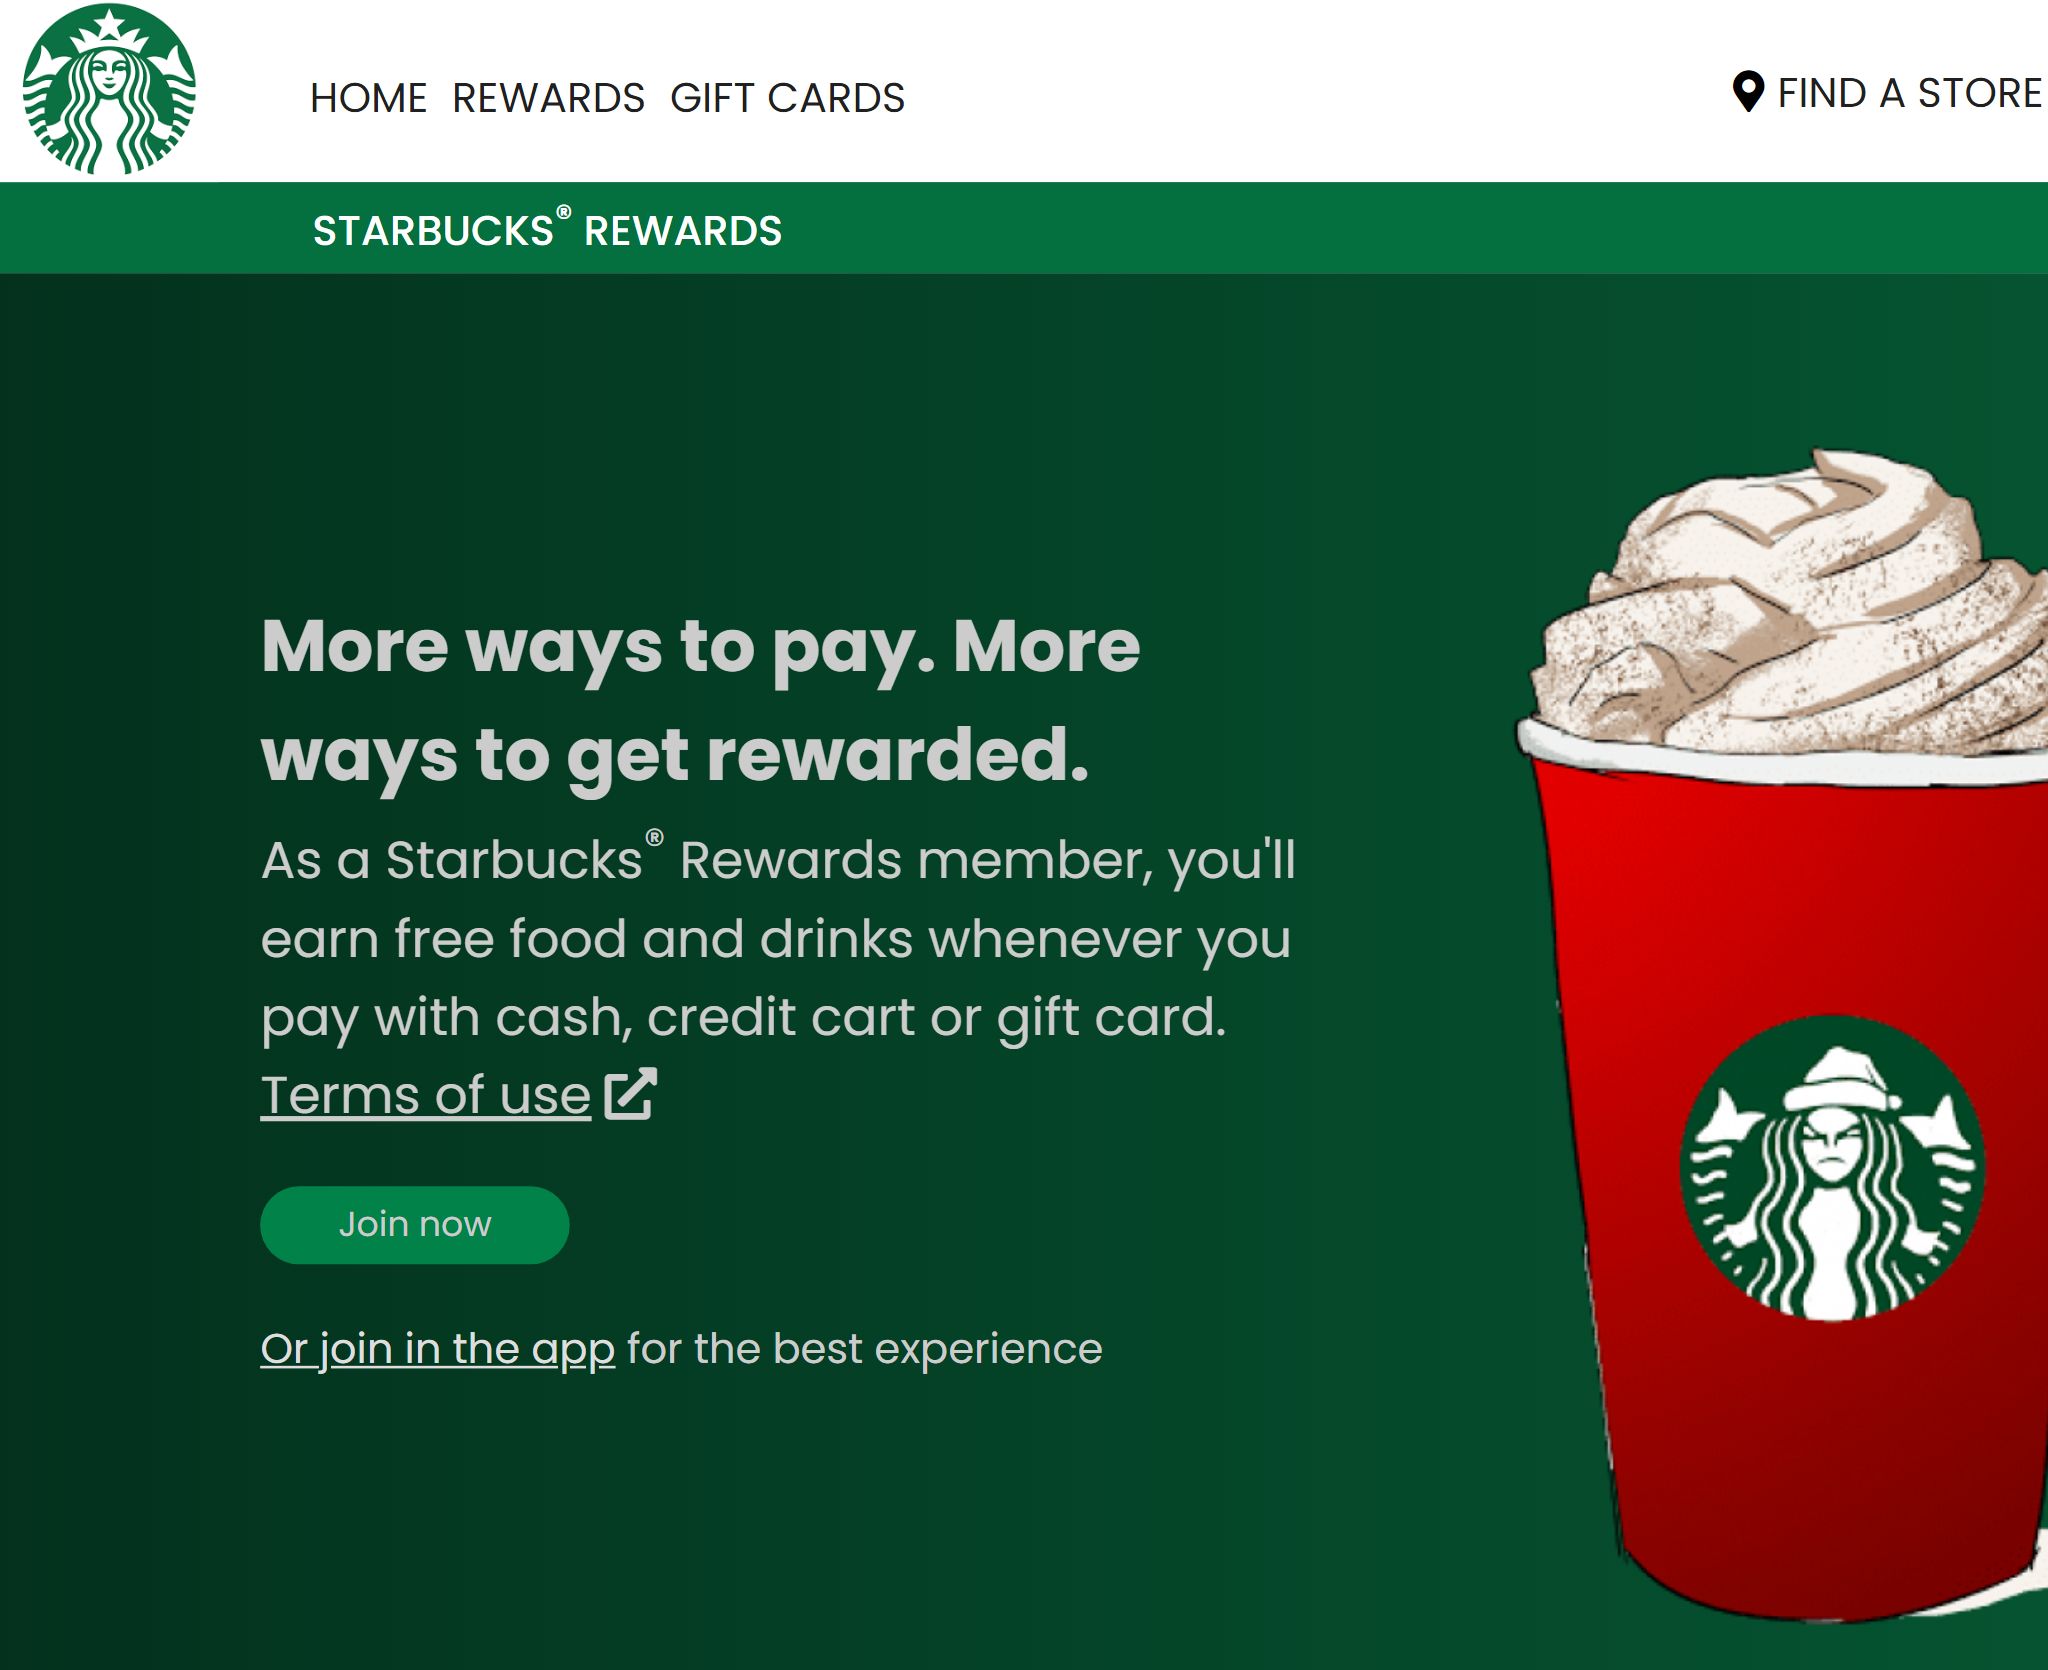 HOME REWARDS GIFT CARDS
FIND A STORE
STARBUCKS® REWARDS
More ways to pay. More
ways to get rewarded.
As a Starbucks® Rewards member, you'll
earn free food and drinks whenever you
pay with cash, credit cart or gift card.
Terms of use
Join now
Or join in the app for the best experience